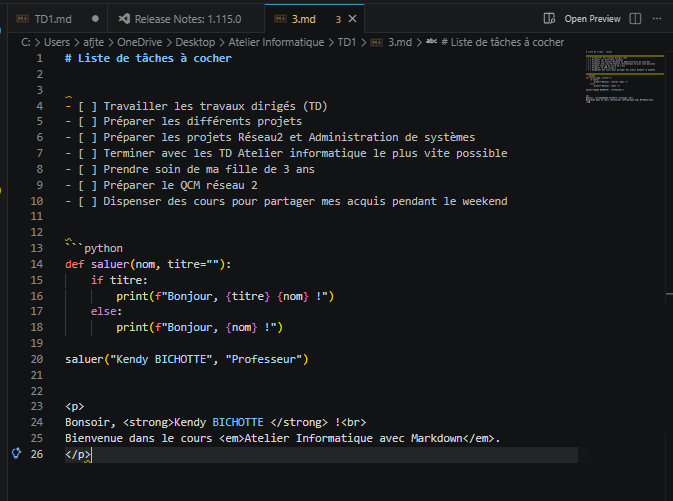 TD1.md
Release Notes: 1.115.0
3.md 3
Open Preview
C: > Users > afjte > OneDrive > Desktop > Atelier Informatique > TD1 > 3.md > abc # Liste de tâches à cocher
1 # Liste de tâches à cocher
2
3
4 - [ ] Travailler les travaux dirigés (TD)
5 - [ ] Préparer les différents projets
6 - [ ] Préparer les projets Réseau2 et Administration de systèmes
7 - [ ] Terminer avec les TD Atelier informatique le plus vite possible
8 - [ ] Prendre soin de ma fille de 3 ans
9 - [ ] Préparer le QCM réseau 2
10 - [ ] Dispenser des cours pour partager mes acquis pendant le weekend
11
12
13 ```python
14 def saluer(nom, titre=""):
15     if titre:
16         print(f"Bonjour, {titre} {nom} !")
17     else:
18         print(f"Bonjour, {nom} !")
19
20 saluer("Kendy BICHOTTE", "Professeur")
21
22
23 <p>
24 Bonsoir, <strong>Kendy BICHOTTE </strong> !<br>
25 Bienvenue dans le cours <em>Atelier Informatique avec Markdown</em>.
26 </p>